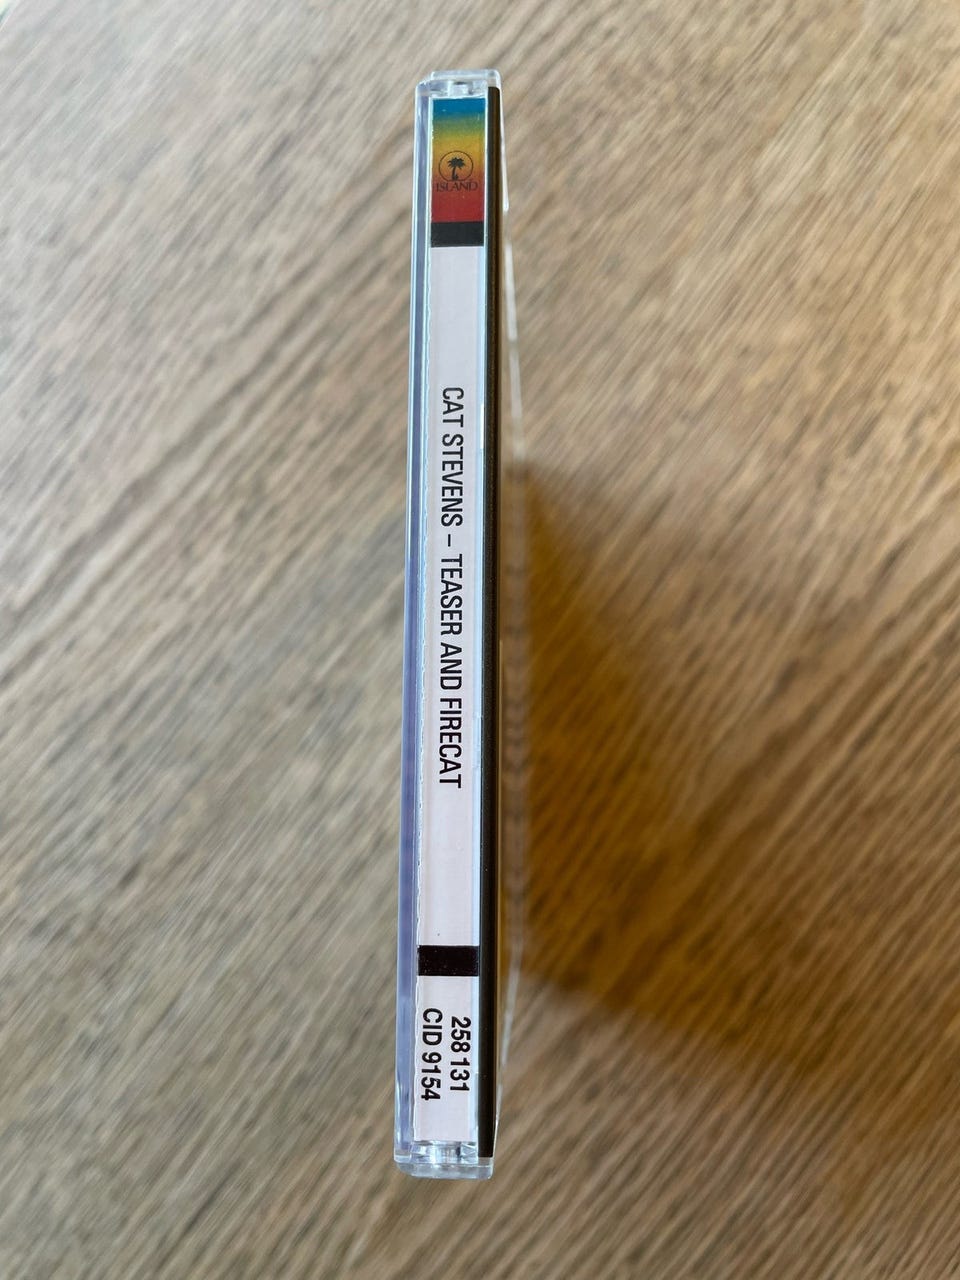 ISLAND
CAT STEVENS – TEASER AND FIRECAT
258 131
CID 9154